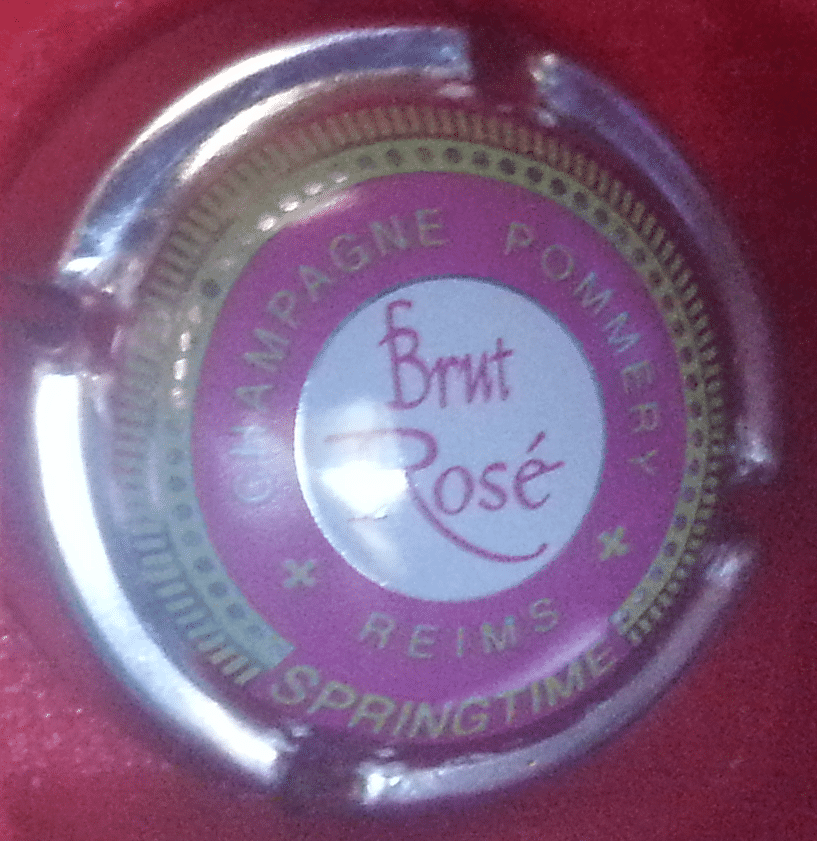 CHAMPAGNE POMMERY
Brut
Rosé
REIMS
SPRINGTIME